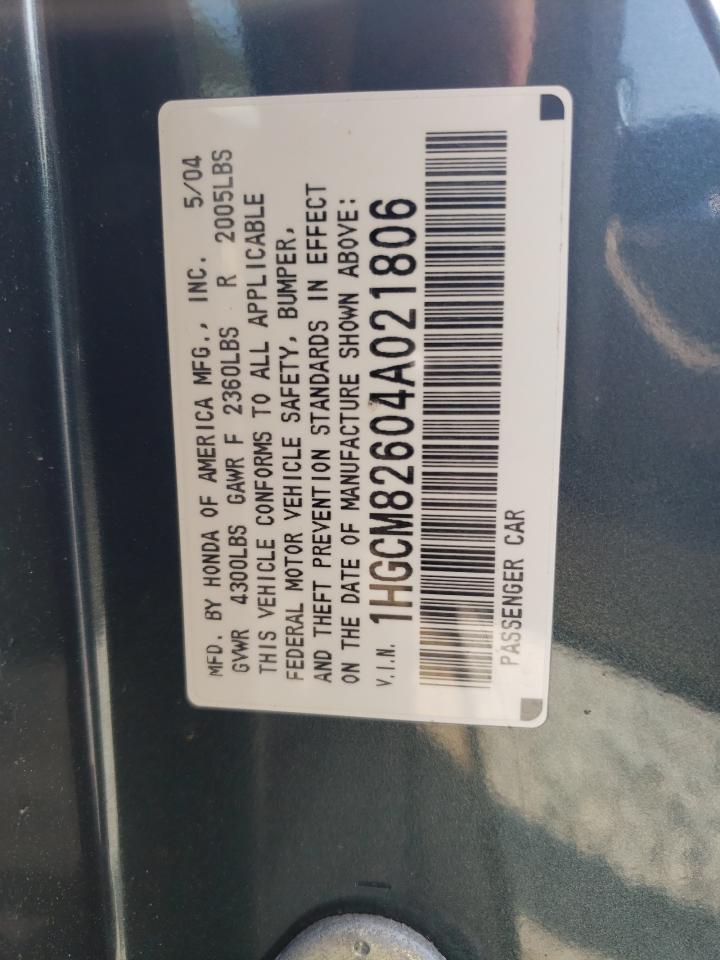 MFD. BY HONDA OF AMERICA MFG., INC. 5/04
GVWR 4300LBS GAWR F 2360LBS R 2005LBS
THIS VEHICLE CONFORMS TO ALL APPLICABLE
FEDERAL MOTOR VEHICLE SAFETY, BUMPER,
AND THEFT PREVENTION STANDARDS IN EFFECT
ON THE DATE OF MANUFACTURE SHOWN ABOVE:
V.I.N. 1HGCM82604A021806
PASSENGER CAR